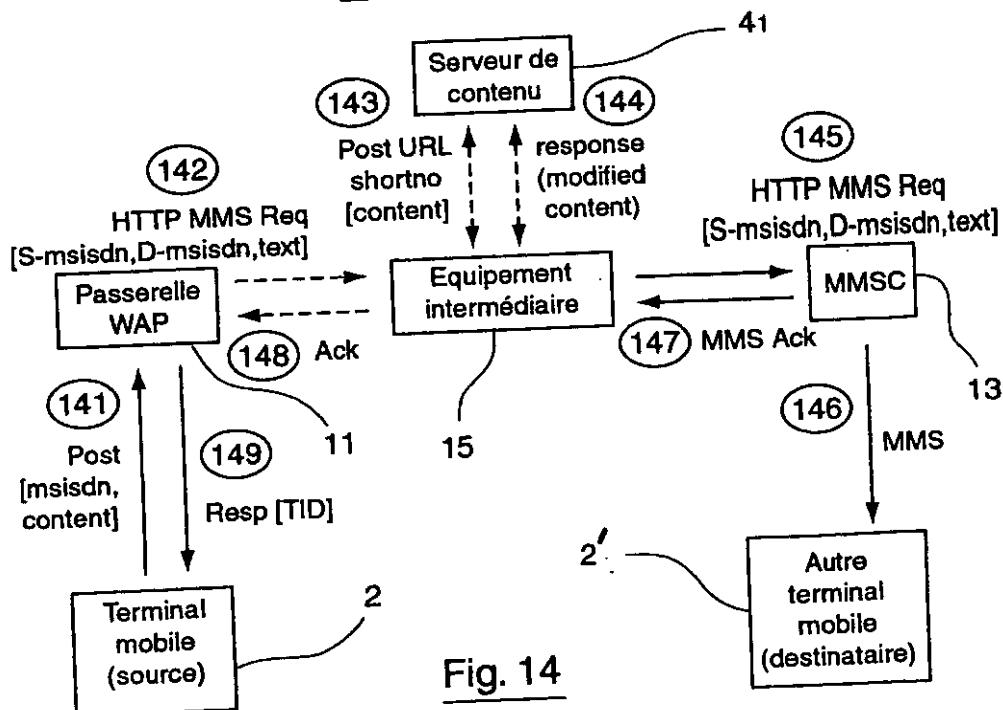 Serveur de
contenu
41
143
144
Post URL
shortno
[content]
response
(modified
content)
142
HTTP MMS Req
[S-msisdn,D-msisdn,text]
145
HTTP MMS Req
[S-msisdn,D-msisdn,text]
Passerelle
WAP
Equipement
intermédiaire
MMSC
148
Ack
147
MMS Ack
141
Post
[msisdn,
content]
149
Resp [TID]
11
15
13
146
MMS
Terminal
mobile
(source)
2
2'
Autre
terminal
mobile
(destinataire)
Fig. 14